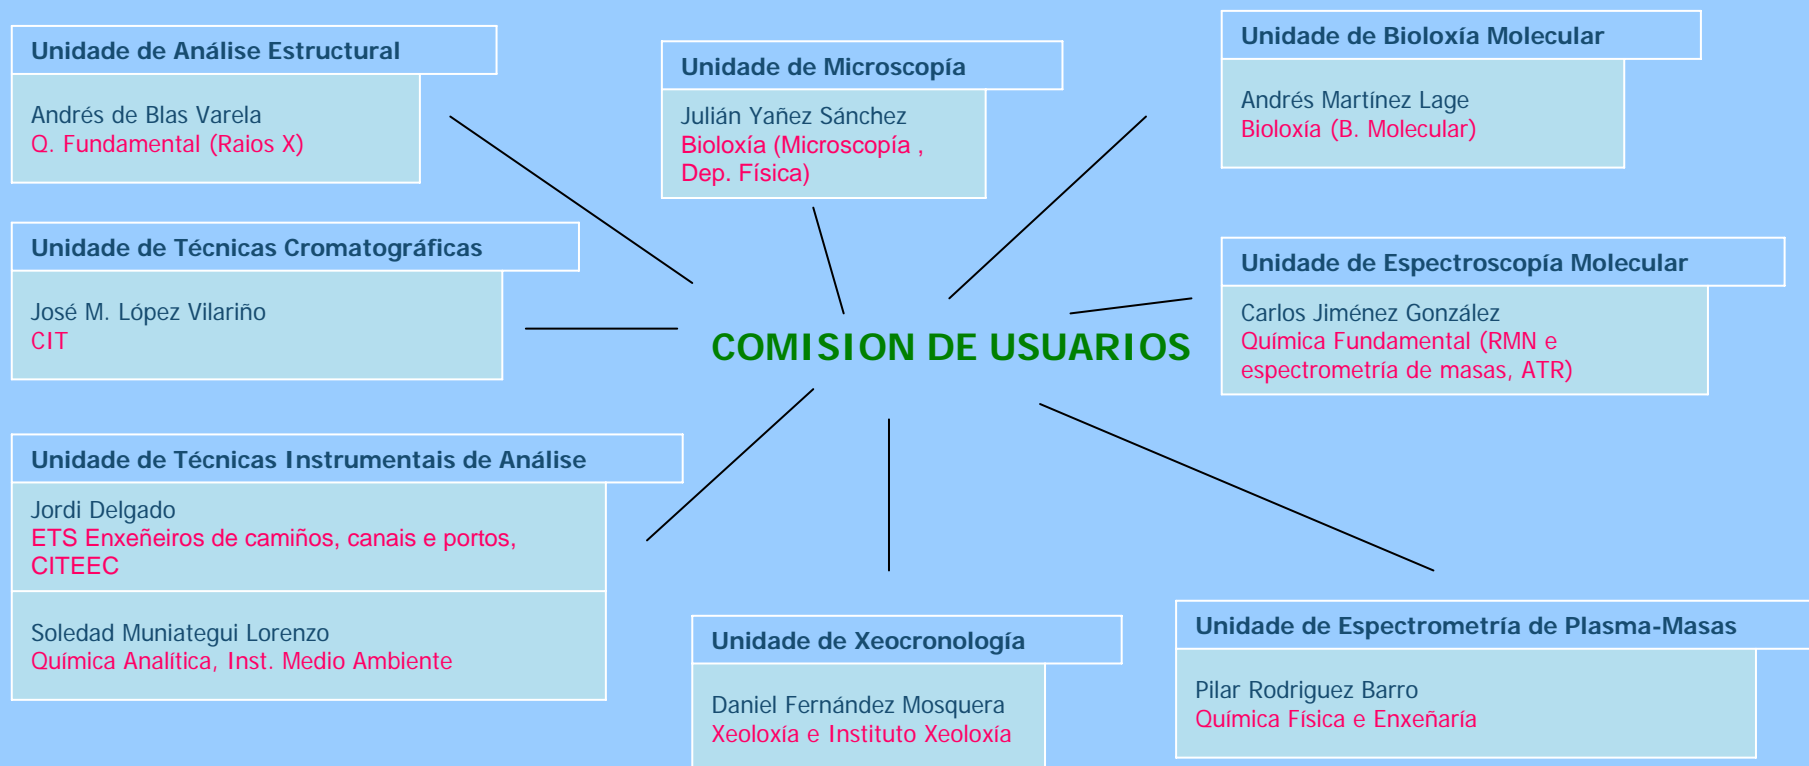 Unidade de Análise Estructural
Andrés de Blas Varela
Q. Fundamental (Raios X)
Unidade de Microscopía
Julián Yañez Sánchez
Bioloxía (Microscopía ,
Dep. Física)
Unidade de Bioloxía Molecular
Andrés Martínez Lage
Bioloxía (B. Molecular)
Unidade de Técnicas Cromatográficas
José M. López Vilariño
CIT
COMISION DE USUARIOS
Unidade de Espectroscopía Molecular
Carlos Jiménez González
Química Fundamental (RMN e
espectrometría de masas, ATR)
Unidade de Técnicas Instrumentais de Análise
Jordi Delgado
ETS Enxeñeiros de camiños, canais e portos,
CITEEC
Soledad Muniategui Lorenzo
Química Analítica, Inst. Medio Ambiente
Unidade de Xeocronología
Daniel Fernández Mosquera
Xeoloxía e Instituto Xeoloxía
Unidade de Espectrometría de Plasma-Masas
Pilar Rodriguez Barro
Química Física e Enxeñaría